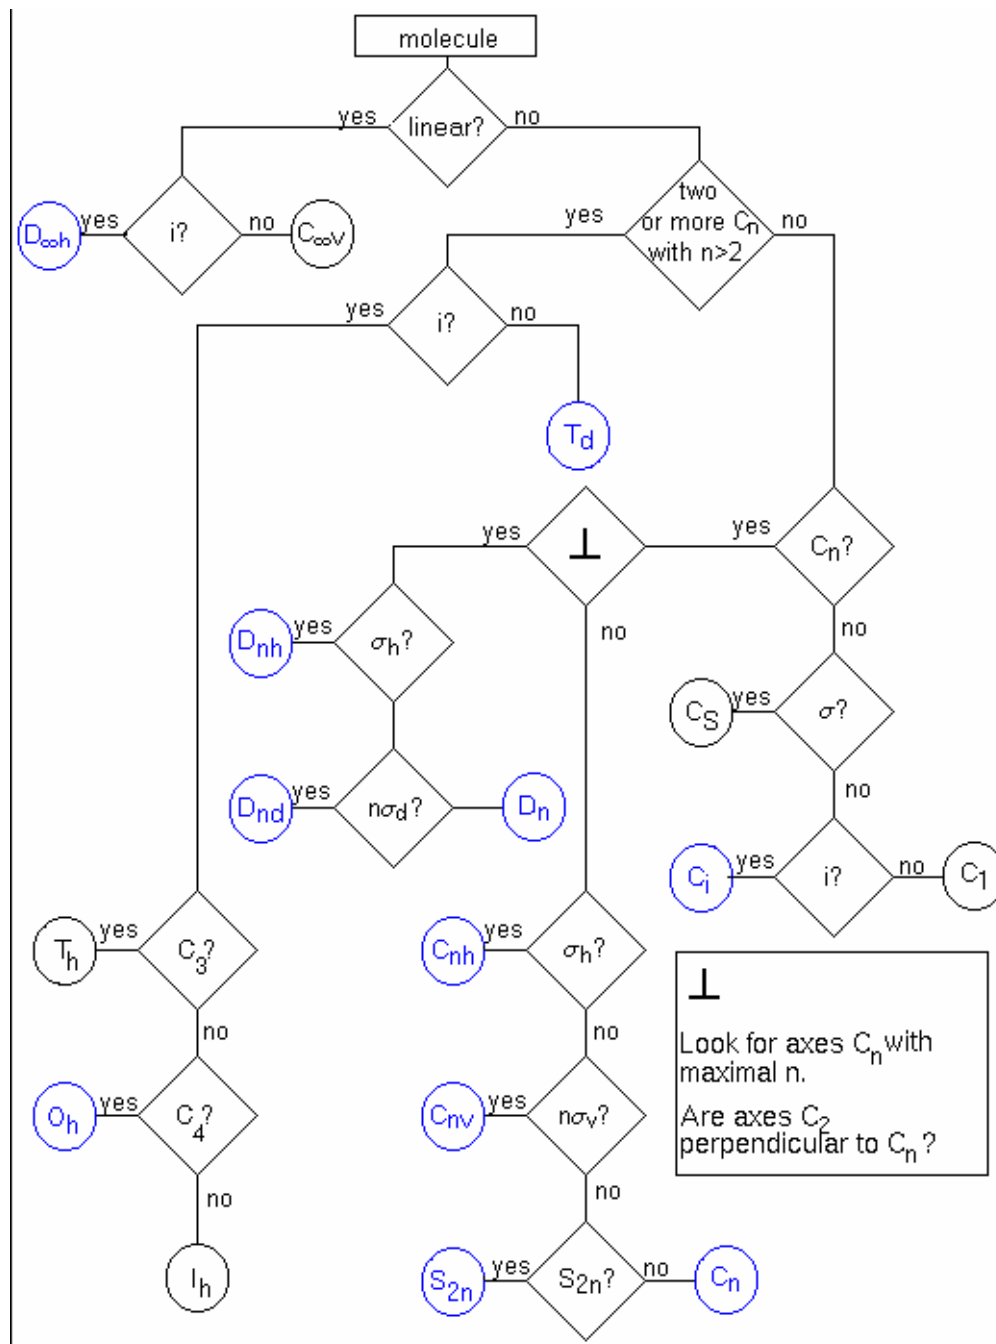 molecule
yes
linear?
no
two
or more Cn
with n>2
yes
no
D∞h
yes
i?
no
C∞v
yes
i?
no
Td
yes
⊥
yes
Cn?
no
no
Dnh
yes
σh?
CS
yes
σ?
no
Dnd
yes
nσd?
Dn
Ci
yes
i?
no
C1
Th
yes
C3?
no
Cnh
yes
σh?
no
⊥
Look for axes Cn with
maximal n.
Are axes C2
perpendicular to Cn?
Oh
yes
C4?
no
Cnv
yes
nσv?
no
Ih
S2n
yes
S2n?
no
Cn